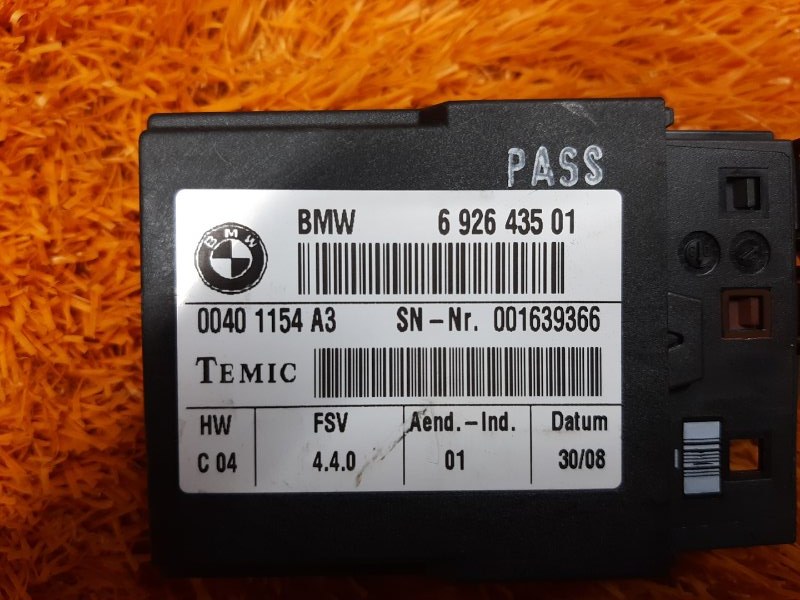 PASS
BMW
BMW 6 926 435 01
0040 1154 A3 SN-Nr. 001639366
TEMIC
HW FSV Aend.-Ind. Datum
C 04 4.4.0 01 30/08